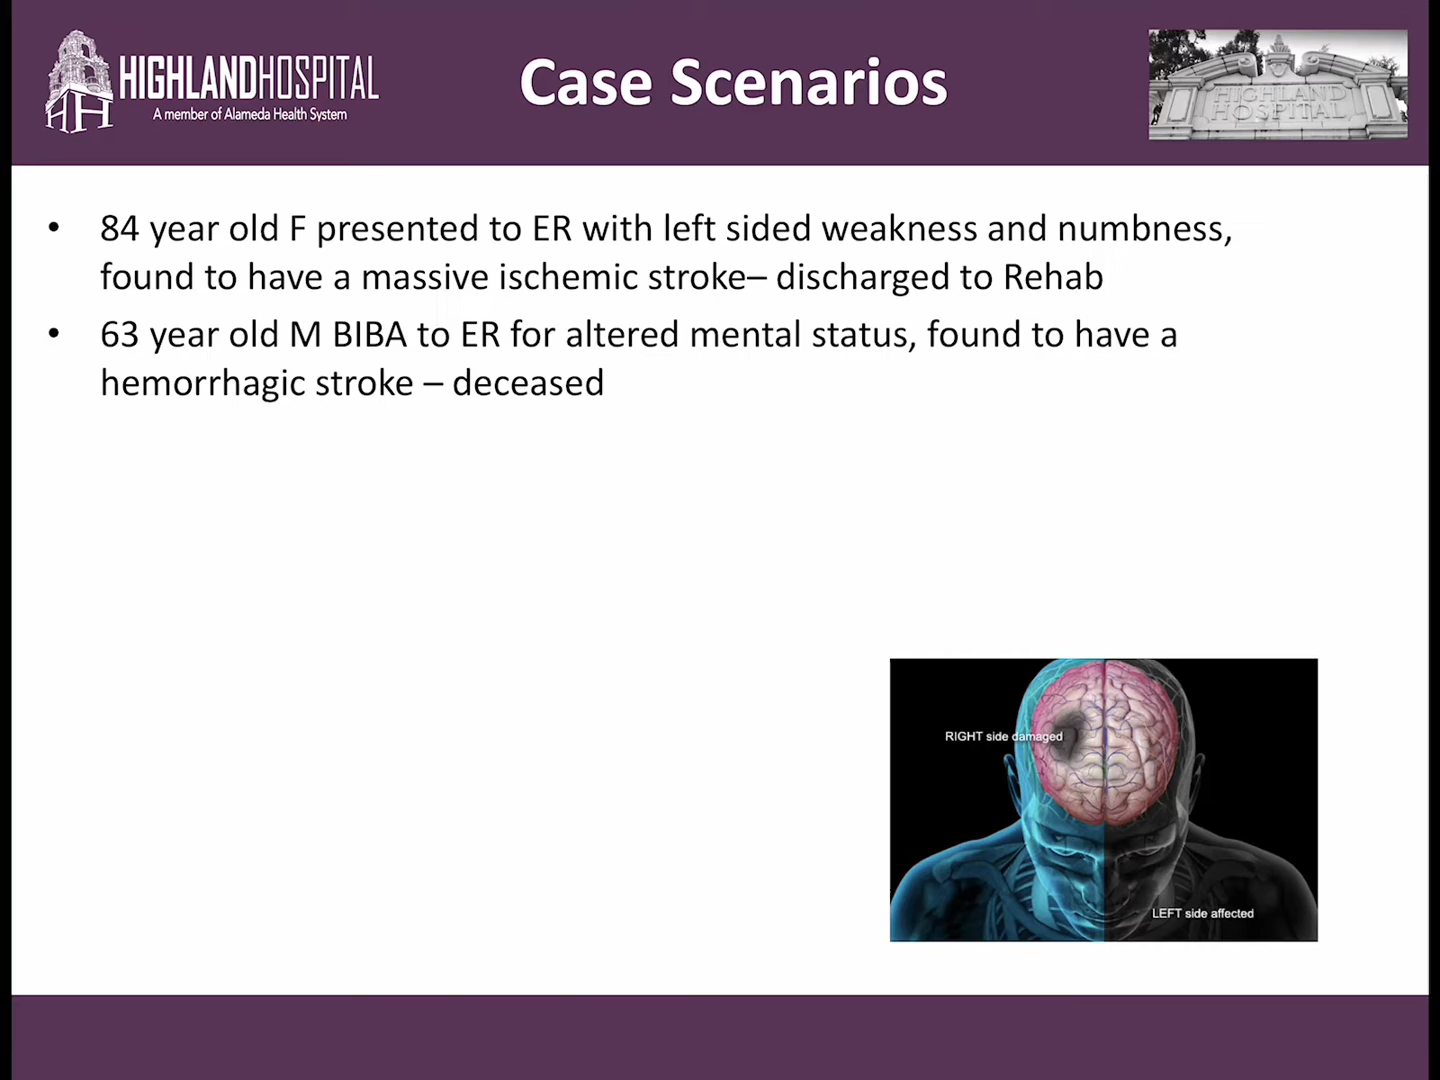 HIGHLANDHOSPITAL
A member of Alameda Health System
Case Scenarios
HIGHLAND
HOSPITAL
• 84 year old F presented to ER with left sided weakness and numbness,
found to have a massive ischemic stroke– discharged to Rehab
• 63 year old M BIBA to ER for altered mental status, found to have a
hemorrhagic stroke – deceased
RIGHT side damaged
LEFT side affected